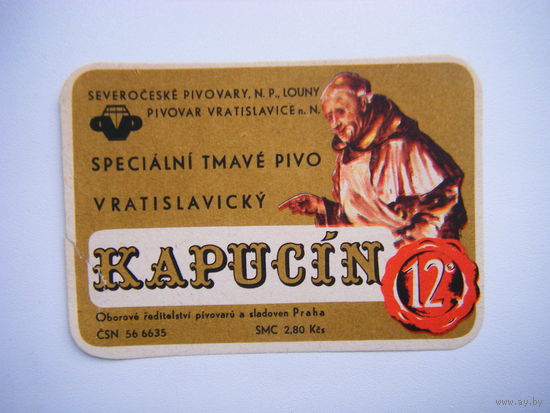 SEVEROČESKÉ PIVOVARY, N. P., LOUNY
PIVOVAR VRATISLAVICE n. N.
SPECIÁLNÍ TMAVÉ PIVO
VRATISLAVICKÝ
KAPUCÍN
12°
Oborové ředitelství pivovarů a sladoven Praha
ČSN 56 6635 SMC 2,80 Kčs
www.ay.by